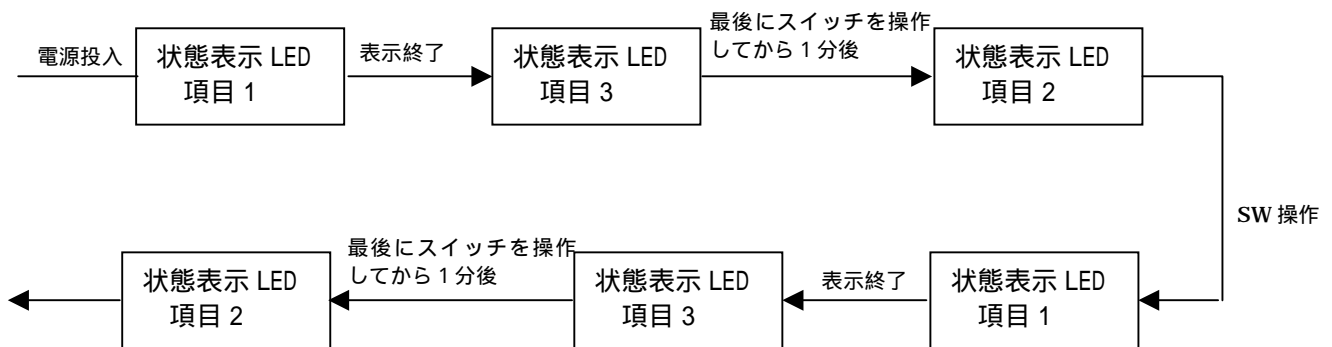 電源投入
状態表示 LED
項目 1
表示終了
状態表示 LED
項目 3
最後にスイッチを操作
してから 1 分後
状態表示 LED
項目 2
SW 操作
状態表示 LED
項目 1
表示終了
状態表示 LED
項目 3
最後にスイッチを操作
してから 1 分後
状態表示 LED
項目 2